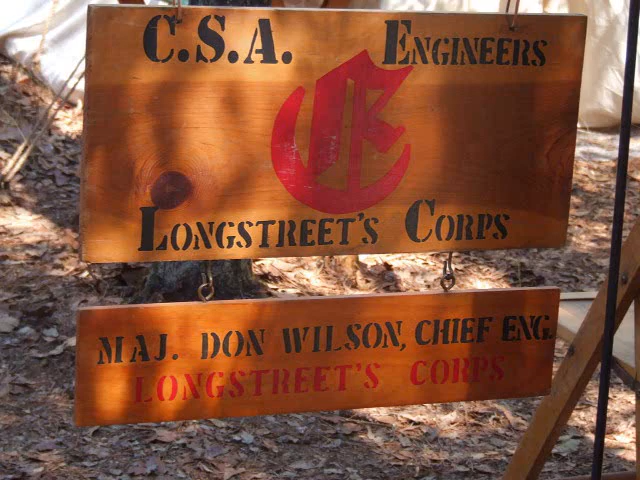 C.S.A. ENGINEERS
E
LONGSTREET'S CORPS
MAJ. DON WILSON, CHIEF ENG.
LONGSTREET'S CORPS